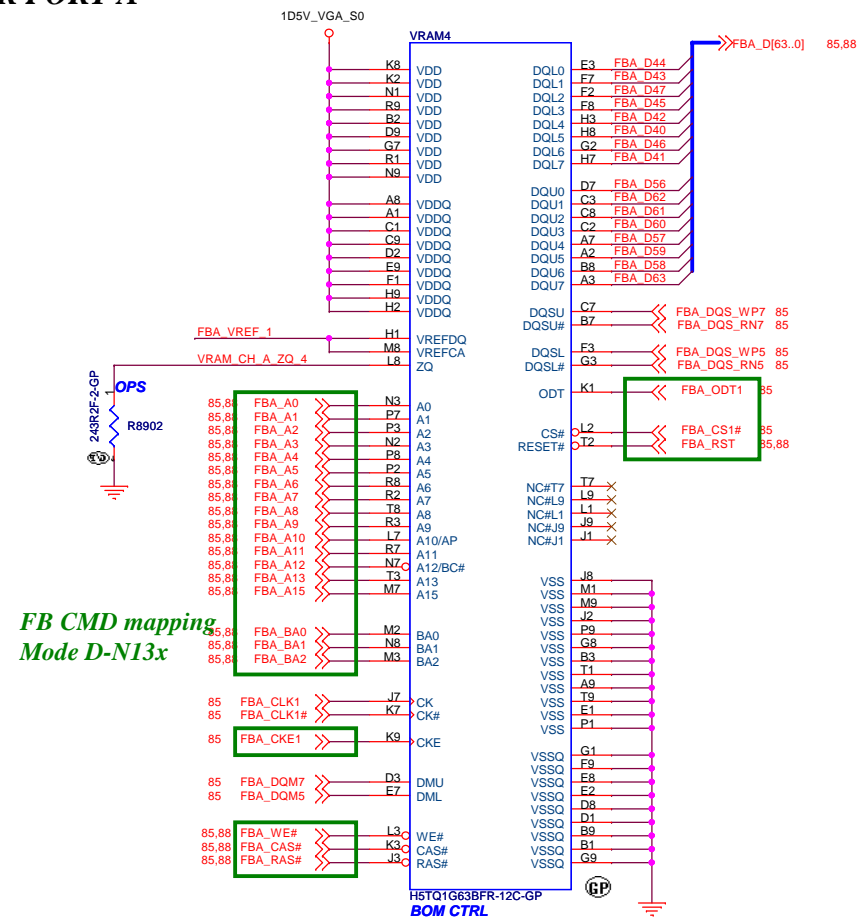 1D5V_VGA_S0
VRAM4
FBA_D[63..0] 85,88
K8 VDD
K2 VDD
N1 VDD
R9 VDD
B2 VDD
D9 VDD
G7 VDD
R1 VDD
N9 VDD
A8 VDDQ
A1 VDDQ
C1 VDDQ
C9 VDDQ
D2 VDDQ
E9 VDDQ
F1 VDDQ
H9 VDDQ
H2 VDDQ
FBA_VREF_1 H1 VREFDQ
M8 VREFCA
VRAM_CH_A_ZQ_4 L8 ZQ
1 OPS
243R2F-2-GP
R8902
85,88 FBA_A0 N3 A0
85,88 FBA_A1 P7 A1
85,88 FBA_A2 P3 A2
85,88 FBA_A3 N2 A3
85,88 FBA_A4 P8 A4
85,88 FBA_A5 P2 A5
85,88 FBA_A6 R8 A6
85,88 FBA_A7 R2 A7
85,88 FBA_A8 T8 A8
85,88 FBA_A9 R3 A9
85,88 FBA_A10 L7 A10/AP
85,88 FBA_A11 R7 A11
85,88 FBA_A12 N7 A12/BC#
85,88 FBA_A13 T3 A13
85,88 FBA_A15 M7 A15
FB CMD mapping
Mode D-N13x
85,88 FBA_BA0 M2 BA0
85,88 FBA_BA1 N8 BA1
85,88 FBA_BA2 M3 BA2
85 FBA_CLK1 J7 CK
85 FBA_CLK1# K7 CK#
85 FBA_CKE1 K9 CKE
85 FBA_DQM7 D3 DMU
85 FBA_DQM5 E7 DML
85,88 FBA_WE# L3 WE#
85,88 FBA_CAS# K3 CAS#
85,88 FBA_RAS# J3 RAS#
DQL0 E3 FBA_D44
DQL1 F7 FBA_D43
DQL2 F2 FBA_D47
DQL3 F8 FBA_D45
DQL4 H3 FBA_D42
DQL5 H8 FBA_D40
DQL6 G2 FBA_D46
DQL7 H7 FBA_D41
DQU0 D7 FBA_D56
DQU1 C3 FBA_D62
DQU2 C8 FBA_D61
DQU3 C2 FBA_D60
DQU4 A7 FBA_D57
DQU5 A2 FBA_D59
DQU6 B8 FBA_D58
DQU7 A3 FBA_D63
DQSU C7 FBA_DQS_WP7 85
DQSU# B7 FBA_DQS_RN7 85
DQSL F3 FBA_DQS_WP5 85
DQSL# G3 FBA_DQS_RN5 85
ODT K1 FBA_ODT1 85
CS# L2 FBA_CS1# 85
RESET# T2 FBA_RST 85,88
NC#T7 T7
NC#L9 L9
NC#L1 L1
NC#J9 J9
NC#J1 J1
VSS J8
VSS M1
VSS M9
VSS J2
VSS P9
VSS G8
VSS B3
VSS T1
VSS A9
VSS T9
VSS E1
VSS P1
VSSQ G1
VSSQ F9
VSSQ E8
VSSQ E2
VSSQ D8
VSSQ D1
VSSQ B9
VSSQ B1
VSSQ G9
H5TQ1G63BFR-12C-GP
GP
BOM CTRL